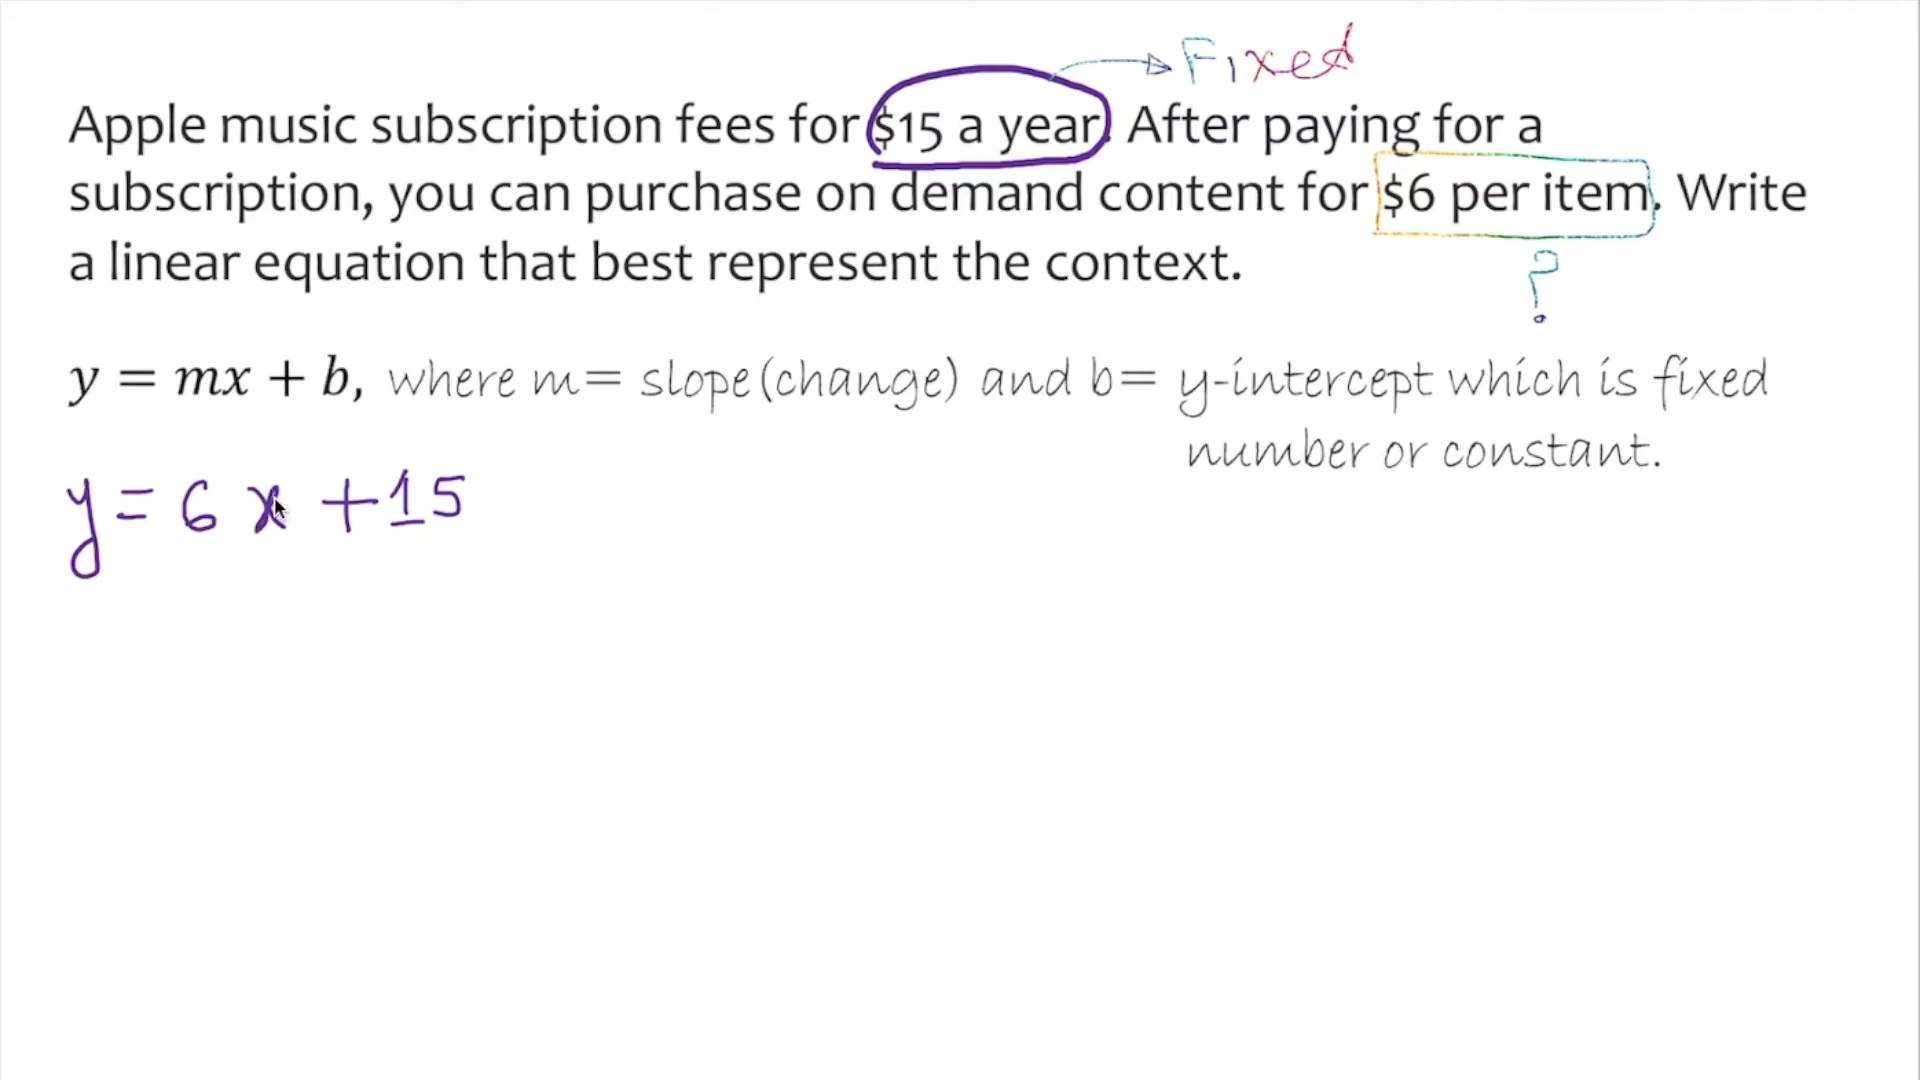 Fixed
Apple music subscription fees for $15 a year. After paying for a
subscription, you can purchase on demand content for $6 per item. Write
a linear equation that best represent the context.
?
y = mx + b, where m= slope(change) and b= y-intercept which is fixed
number or constant.
y = 6 x + 15